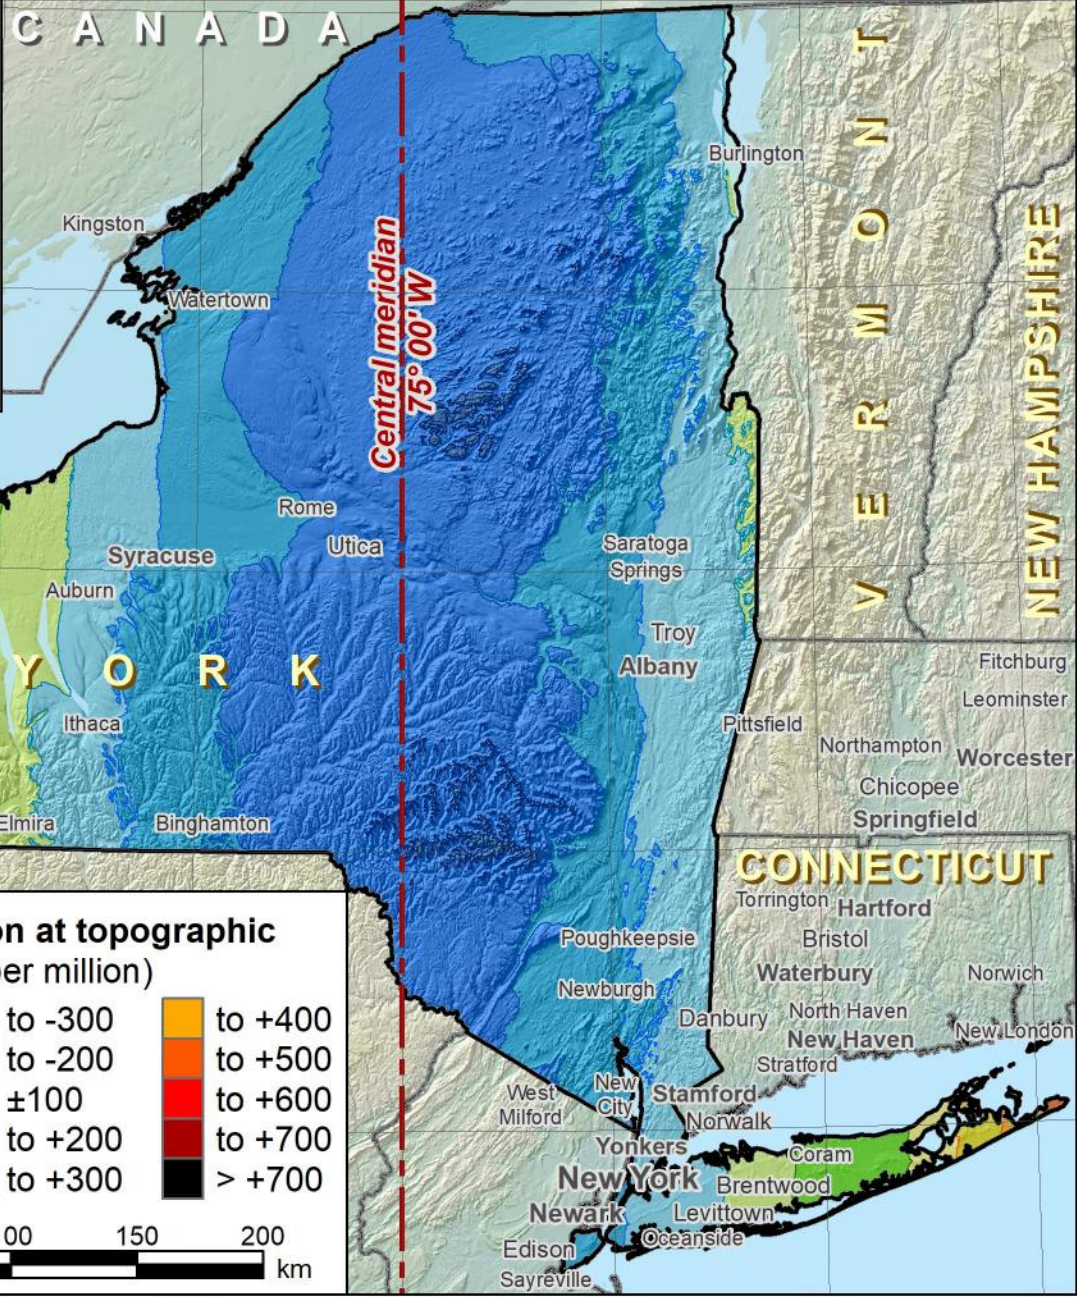 CANADA
VERMONT
Burlington
NEW HAMPSHIRE
Kingston
Watertown
Central meridian
75° 00' W
Rome
Utica
Syracuse
Auburn
Saratoga
Springs
Troy
Albany
YORK
Ithaca
Elmira
Binghamton
Fitchburg
Leominster
Pittsfield
Northampton
Worcester
Chicopee
Springfield
CONNECTICUT
Torrington
Hartford
Bristol
Waterbury
Norwich
Poughkeepsie
Newburgh
Danbury
North Haven
New Haven
New London
Stratford
West
Milford
New
City
Stamford
Norwalk
Yonkers
Coram
New York
Brentwood
Newark
Levittown
Oceanside
Edison
Sayreville
on at topographic
per million)
to -300
to +400
to -200
to +500
±100
to +600
to +200
to +700
to +300
> +700
00 150 200
km